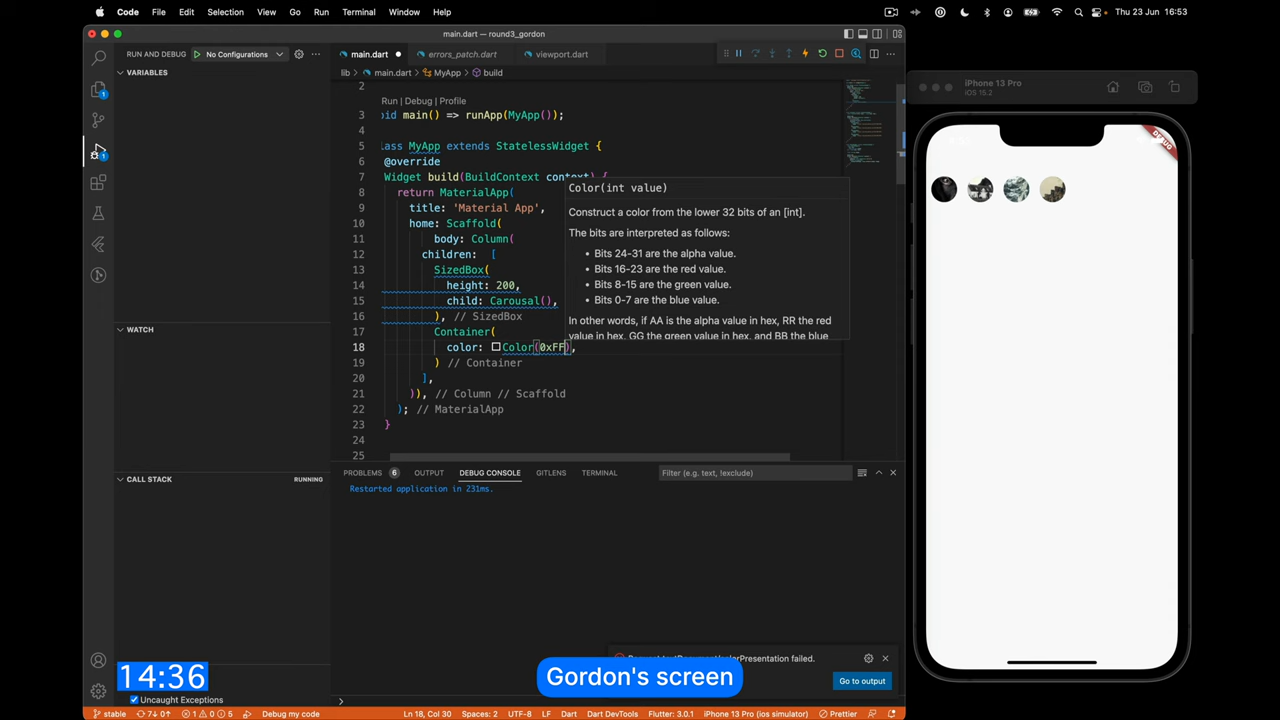 Code File Edit Selection View Go Run Terminal Window Help
Thu 23 Jun 16:53
main.dart — round3_gordon
RUN AND DEBUG No Configurations
main.dart
errors_patch.dart
viewport.dart
lib > main.dart > MyApp > build
VARIABLES
WATCH
CALL STACK
RUNNING
2
Run | Debug | Profile
3 oid main() => runApp(MyApp());
4
5 lass MyApp extends StatelessWidget {
6 @override
7 Widget build(BuildContext context) {
8 return MaterialApp(
9 title: 'Material App',
10 home: Scaffold(
11 body: Column(
12 children: [
13 SizedBox(
14 height: 200,
15 child: Carousal(),
16 ), // SizedBox
17 Container(
18 color: Color(0xFF),
19 ) // Container
20 ],
21 )), // Column // Scaffold
22 ); // MaterialApp
23 }
24
25
Color(int value)
Construct a color from the lower 32 bits of an [int].
The bits are interpreted as follows:
• Bits 24-31 are the alpha value.
• Bits 16-23 are the red value.
• Bits 8-15 are the green value.
• Bits 0-7 are the blue value.
In other words, if AA is the alpha value in hex, RR the red
value in hex, GG the green value in hex, and BB the blue
PROBLEMS 6 OUTPUT DEBUG CONSOLE GITLENS TERMINAL
Filter (e.g. text, !exclude)
Restarted application in 231ms.
failed.
Go to output
14:36
Uncaught Exceptions
Gordon's screen
stable 7↓ 0↑ 1 0 5 Debug my code
Ln 18, Col 30 Spaces: 2 UTF-8 LF Dart Dart DevTools Flutter: 3.0.1 iPhone 13 Pro (ios simulator) Prettier
iPhone 13 Pro
iOS 15.2
DEBUG